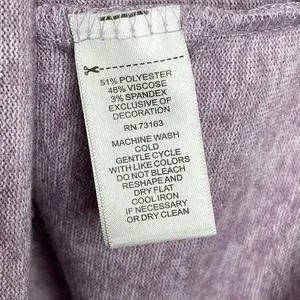 51% POLYESTER
46% VISCOSE
3% SPANDEX
EXCLUSIVE OF
DECORATION
RN 73163
MACHINE WASH
COLD
GENTLE CYCLE
WITH LIKE COLORS
DO NOT BLEACH
RESHAPE AND
DRY FLAT
COOL IRON
IF NECESSARY
OR DRY CLEAN